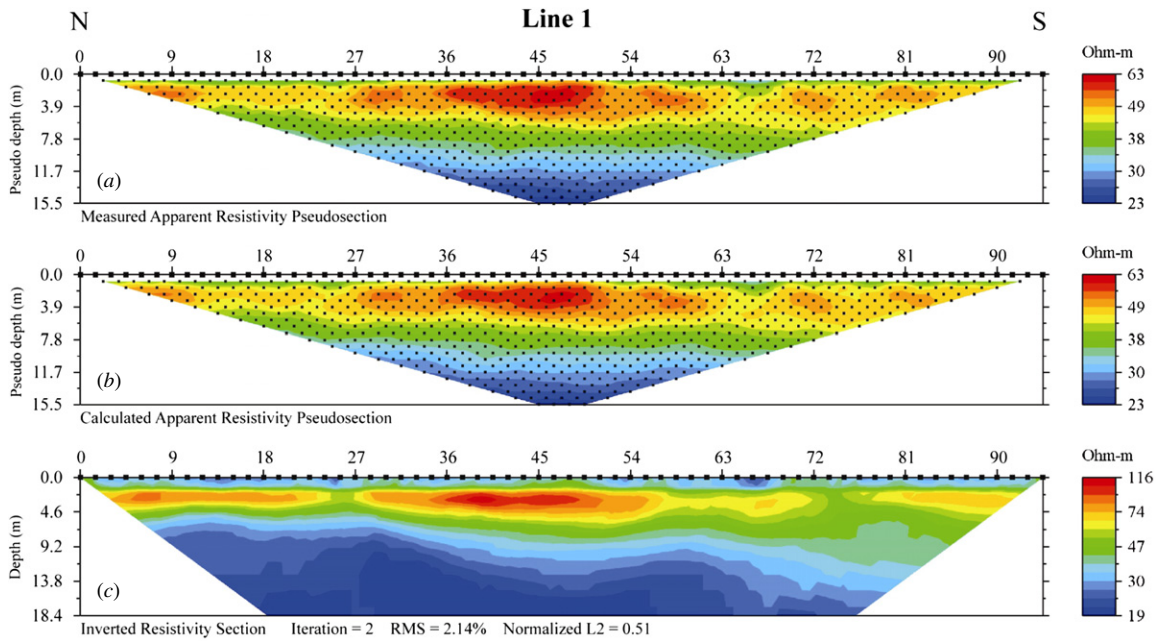 N Line 1 S
0 9 18 27 36 45 54 63 72 81 90
Ohm-m
Pseudo depth (m)
0.0
3.9
7.8
11.7
15.5
(a)
63
49
38
30
23
Measured Apparent Resistivity Pseudosection
0 9 18 27 36 45 54 63 72 81 90
Ohm-m
Pseudo depth (m)
0.0
3.9
7.8
11.7
15.5
(b)
63
49
38
30
23
Calculated Apparent Resistivity Pseudosection
0 9 18 27 36 45 54 63 72 81 90
Ohm-m
Depth (m)
0.0
4.6
9.2
13.8
18.4
(c)
116
74
47
30
19
Inverted Resistivity Section Iteration = 2 RMS = 2.14% Normalized L2 = 0.51